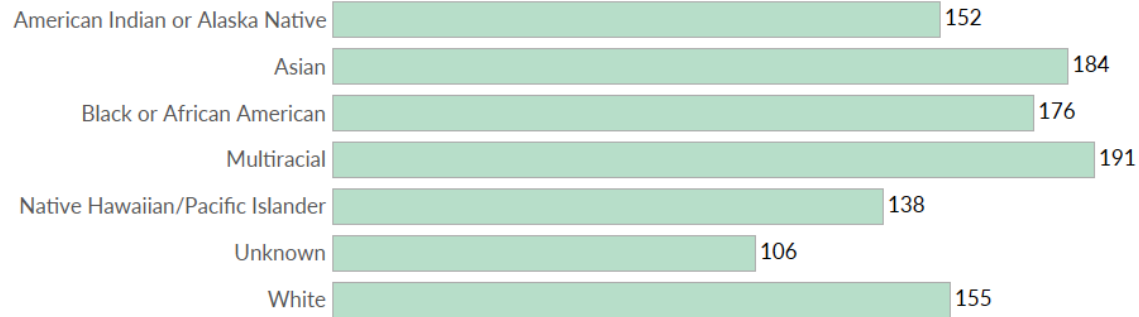 American Indian or Alaska Native 152
Asian 184
Black or African American 176
Multiracial 191
Native Hawaiian/Pacific Islander 138
Unknown 106
White 155